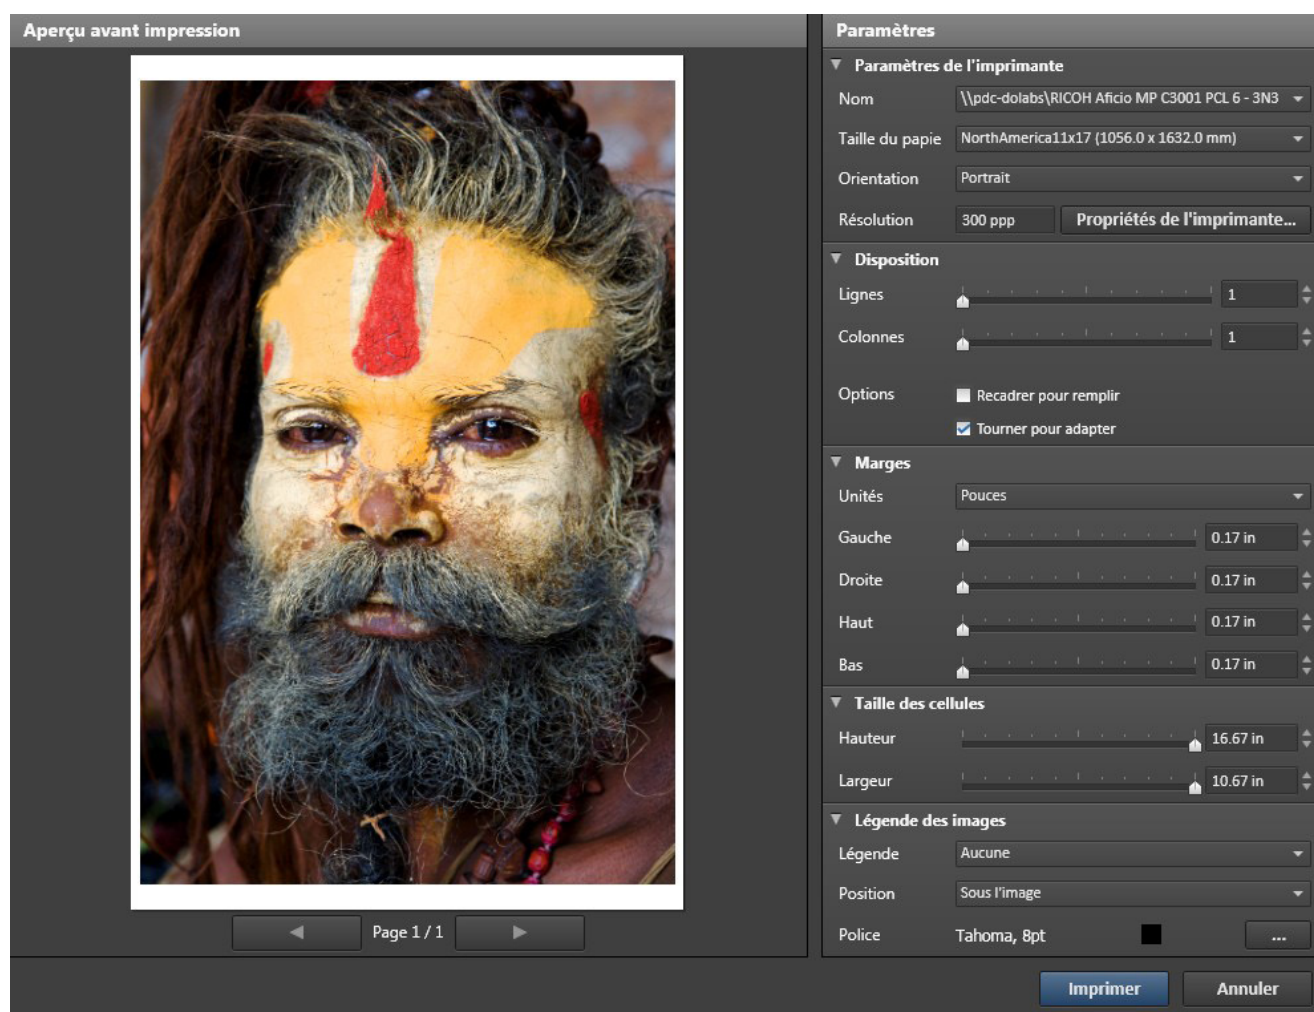 Aperçu avant impression
Paramètres
Paramètres de l'imprimante
Nom \\pdc-dolabs\RICOH Aficio MP C3001 PCL 6 - 3N3
Taille du papie NorthAmerica11x17 (1056.0 x 1632.0 mm)
Orientation Portrait
Résolution 300 ppp Propriétés de l'imprimante...
Disposition
Lignes 1
Colonnes 1
Options Recadrer pour remplir
Tourner pour adapter
Marges
Unités Pouces
Gauche 0.17 in
Droite 0.17 in
Haut 0.17 in
Bas 0.17 in
Taille des cellules
Hauteur 16.67 in
Largeur 10.67 in
Légende des images
Légende Aucune
Position Sous l'image
Police Tahoma, 8pt ...
Page 1 / 1
Imprimer Annuler